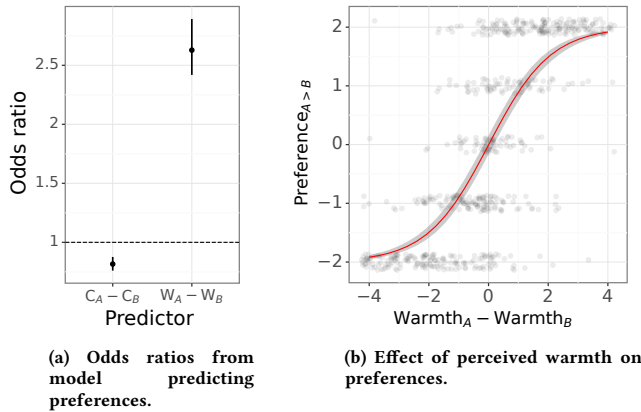 2.5
2
1.5
1
Odds ratio
C_A − C_B
W_A − W_B
Predictor
(a) Odds ratios from
model predicting
preferences.
2
1
0
−1
−2
Preference_A > B
−4
−2
0
2
4
Warmth_A − Warmth_B
(b) Effect of perceived warmth on
preferences.